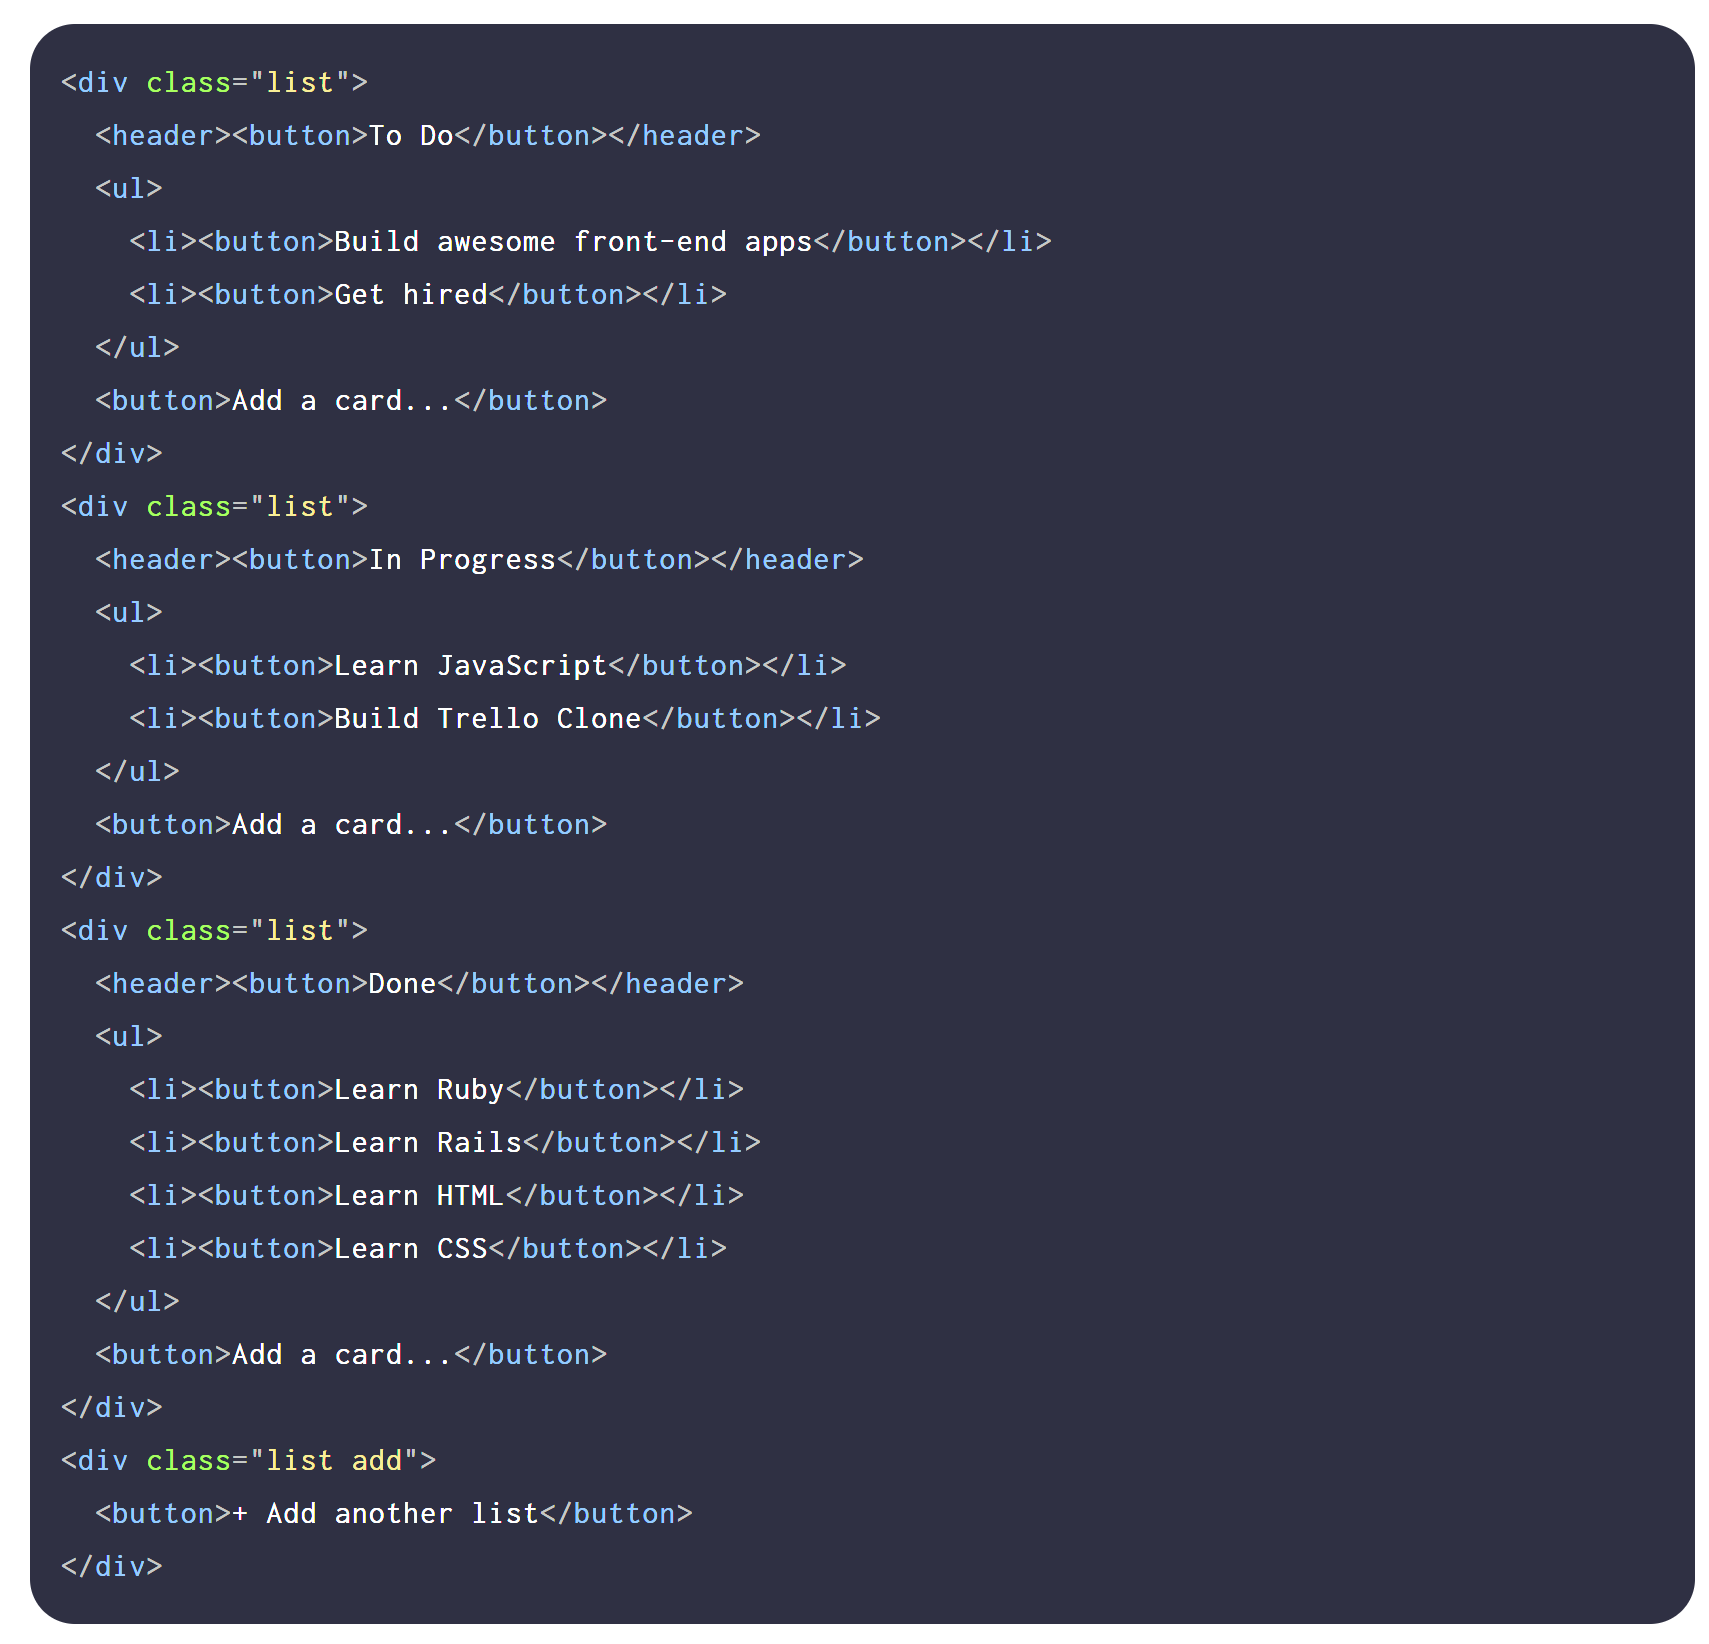 <div class="list">
  <header><button>To Do</button></header>
  <ul>
    <li><button>Build awesome front-end apps</button></li>
    <li><button>Get hired</button></li>
  </ul>
  <button>Add a card...</button>
</div>
<div class="list">
  <header><button>In Progress</button></header>
  <ul>
    <li><button>Learn JavaScript</button></li>
    <li><button>Build Trello Clone</button></li>
  </ul>
  <button>Add a card...</button>
</div>
<div class="list">
  <header><button>Done</button></header>
  <ul>
    <li><button>Learn Ruby</button></li>
    <li><button>Learn Rails</button></li>
    <li><button>Learn HTML</button></li>
    <li><button>Learn CSS</button></li>
  </ul>
  <button>Add a card...</button>
</div>
<div class="list add">
  <button>+ Add another list</button>
</div>